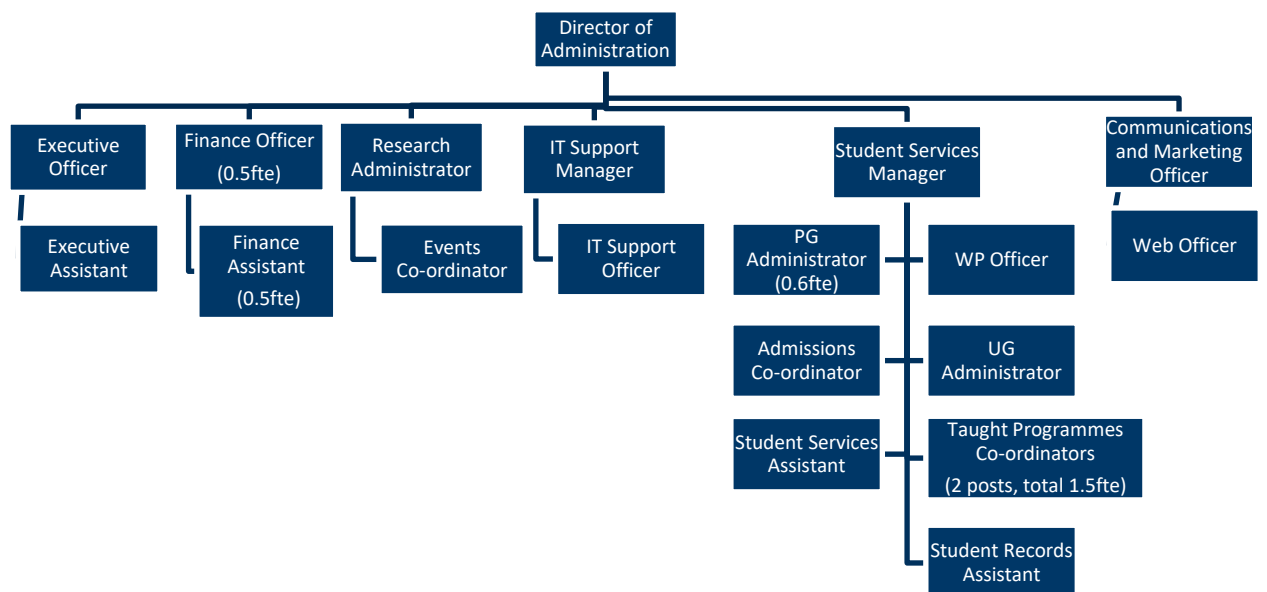 Director of
Administration
Executive
Officer
Finance Officer
(0.5fte)
Research
Administrator
IT Support
Manager
Student Services
Manager
Communications
and Marketing
Officer
Executive
Assistant
Finance
Assistant
(0.5fte)
Events
Co-ordinator
IT Support
Officer
PG
Administrator
(0.6fte)
WP Officer
Web Officer
Admissions
Co-ordinator
UG
Administrator
Student Services
Assistant
Taught Programmes
Co-ordinators
(2 posts, total 1.5fte)
Student Records
Assistant